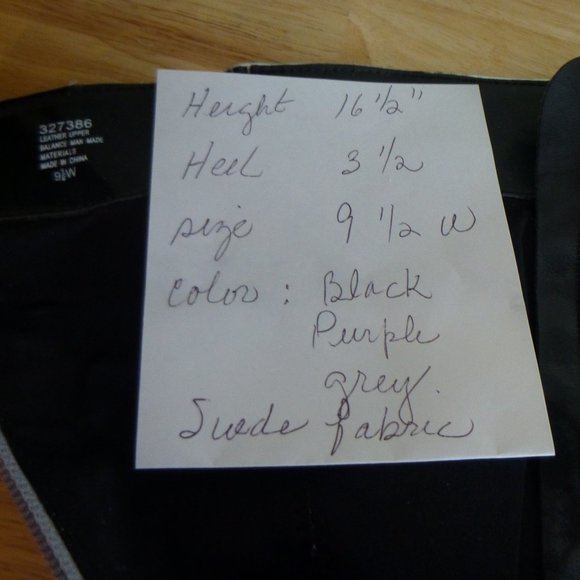 327386
LEATHER UPPER
BALANCE MAN MADE
MATERIALS
MADE IN CHINA
9½W
Height 16 1/2"
Heel 3 1/2
size 9 1/2 W
color : Black
Purple
grey.
Suede fabric